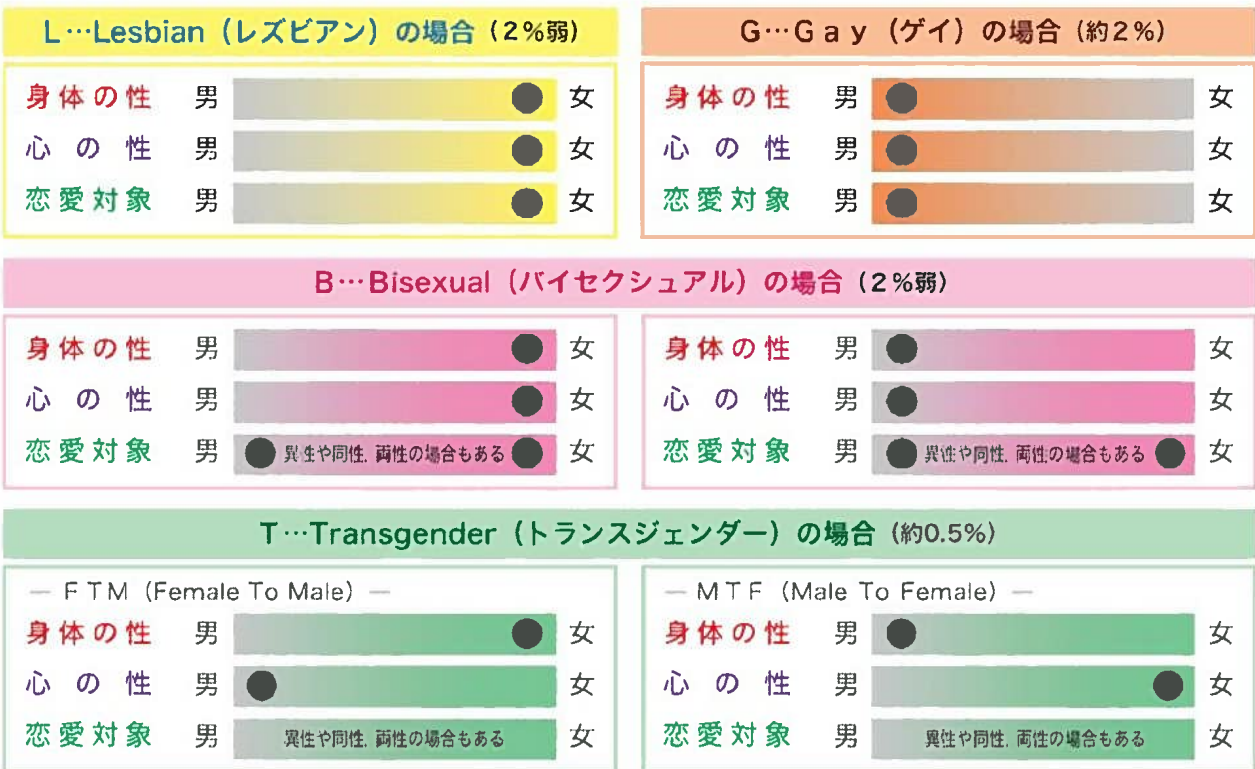 L…Lesbian（レズビアン）の場合（2%弱）
身体の性 男 女
心の性 男 女
恋愛対象 男 女
G…Gay（ゲイ）の場合（約2%）
身体の性 男 女
心の性 男 女
恋愛対象 男 女
B…Bisexual（バイセクシュアル）の場合（2%弱）
身体の性 男 女
心の性 男 女
恋愛対象 男 異性や同性、両性の場合もある 女
身体の性 男 女
心の性 男 女
恋愛対象 男 異性や同性、両性の場合もある 女
T…Transgender（トランスジェンダー）の場合（約0.5%）
— FTM（Female To Male）—
身体の性 男 女
心の性 男 女
恋愛対象 男 異性や同性、両性の場合もある 女
— MTF（Male To Female）—
身体の性 男 女
心の性 男 女
恋愛対象 男 異性や同性、両性の場合もある 女